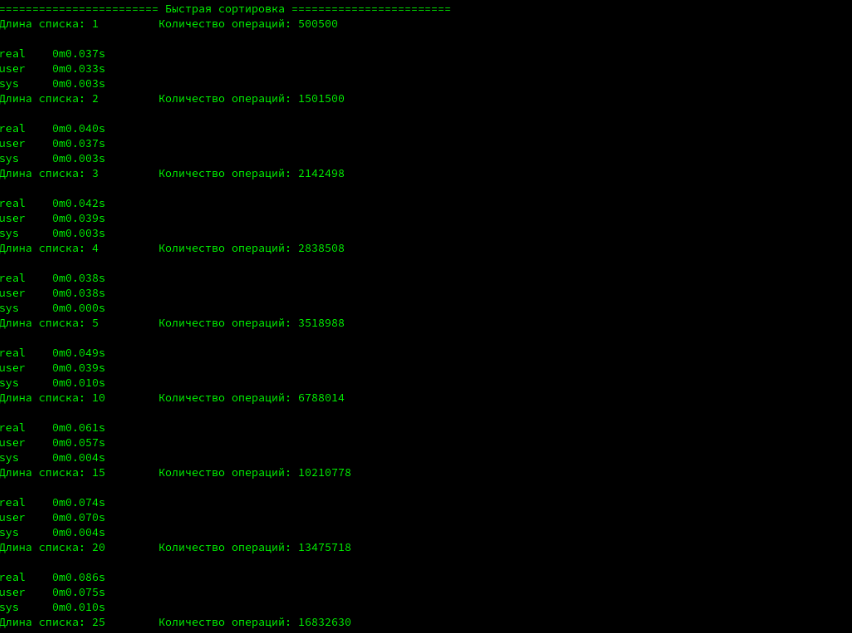 ======================== Быстрая сортировка ========================
Длина списка: 1 Количество операций: 500500
real 0m0.037s
user 0m0.033s
sys 0m0.003s
Длина списка: 2 Количество операций: 1501500
real 0m0.040s
user 0m0.037s
sys 0m0.003s
Длина списка: 3 Количество операций: 2142498
real 0m0.042s
user 0m0.039s
sys 0m0.003s
Длина списка: 4 Количество операций: 2838508
real 0m0.038s
user 0m0.038s
sys 0m0.000s
Длина списка: 5 Количество операций: 3518988
real 0m0.049s
user 0m0.039s
sys 0m0.010s
Длина списка: 10 Количество операций: 6788014
real 0m0.061s
user 0m0.057s
sys 0m0.004s
Длина списка: 15 Количество операций: 10210778
real 0m0.074s
user 0m0.070s
sys 0m0.004s
Длина списка: 20 Количество операций: 13475718
real 0m0.086s
user 0m0.075s
sys 0m0.010s
Длина списка: 25 Количество операций: 16832630